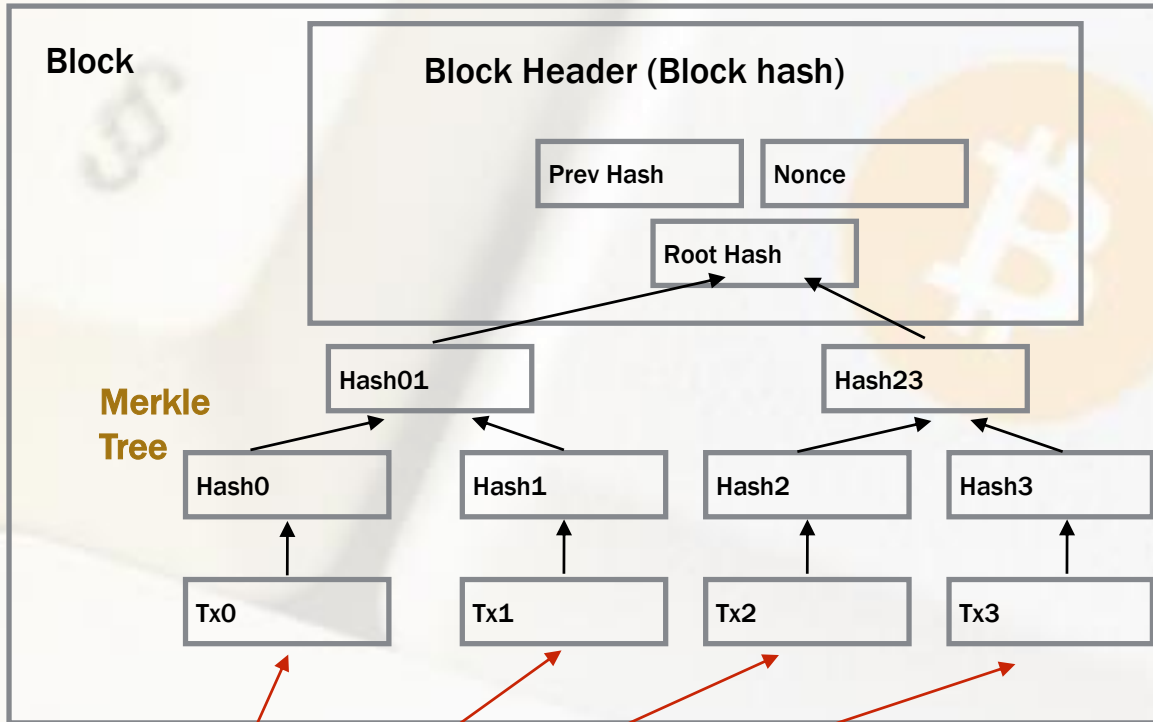 Block
Block Header (Block hash)
Prev Hash
Nonce
Root Hash
Hash01
Hash23
Merkle
Tree
Hash0
Hash1
Hash2
Hash3
Tx0
Tx1
Tx2
Tx3